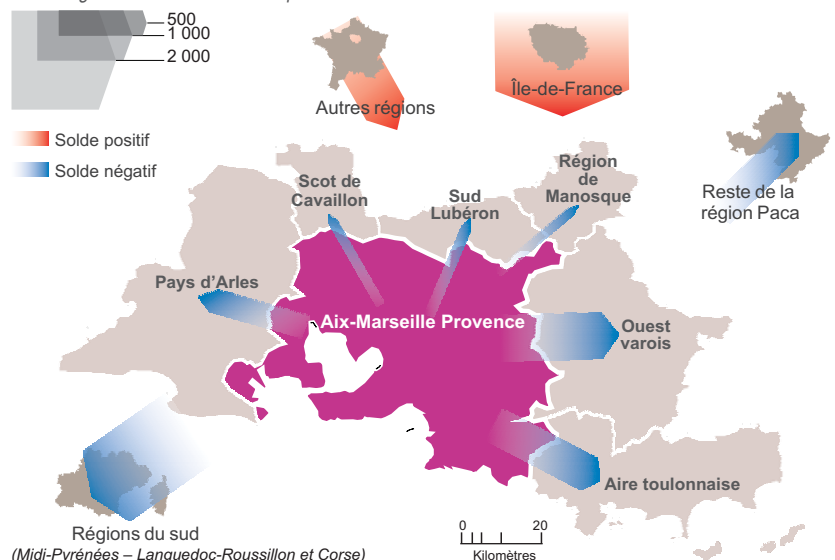 500
1 000
2 000
Solde positif
Solde négatif
Autres régions
Île-de-France
Reste de la
région Paca
Scot de
Cavaillon
Sud
Lubéron
Région
de
Manosque
Pays d’Arles
Aix-Marseille Provence
Ouest
varois
Aire toulonnaise
Régions du sud
(Midi-Pyrénées – Languedoc-Roussillon et Corse)
0 20
Kilomètres